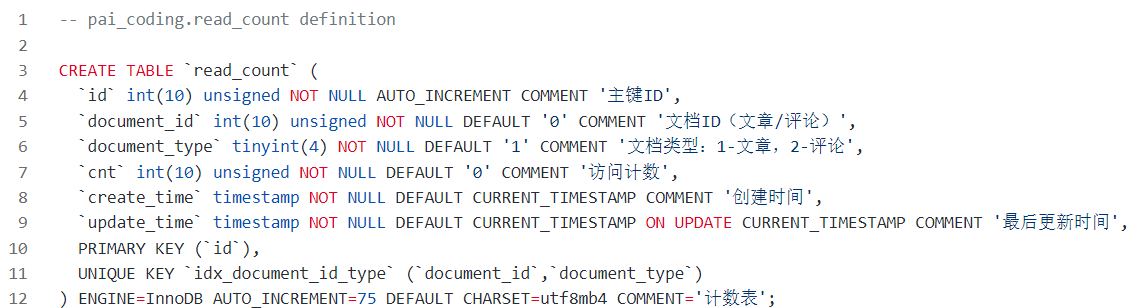 1 -- pai_coding.read_count definition
2
3 CREATE TABLE `read_count` (
4 `id` int(10) unsigned NOT NULL AUTO_INCREMENT COMMENT '主键ID',
5 `document_id` int(10) unsigned NOT NULL DEFAULT '0' COMMENT '文档ID（文章/评论）',
6 `document_type` tinyint(4) NOT NULL DEFAULT '1' COMMENT '文档类型：1-文章，2-评论',
7 `cnt` int(10) unsigned NOT NULL DEFAULT '0' COMMENT '访问计数',
8 `create_time` timestamp NOT NULL DEFAULT CURRENT_TIMESTAMP COMMENT '创建时间',
9 `update_time` timestamp NOT NULL DEFAULT CURRENT_TIMESTAMP ON UPDATE CURRENT_TIMESTAMP COMMENT '最后更新时间',
10 PRIMARY KEY (`id`),
11 UNIQUE KEY `idx_document_id_type` (`document_id`,`document_type`)
12 ) ENGINE=InnoDB AUTO_INCREMENT=75 DEFAULT CHARSET=utf8mb4 COMMENT='计数表';